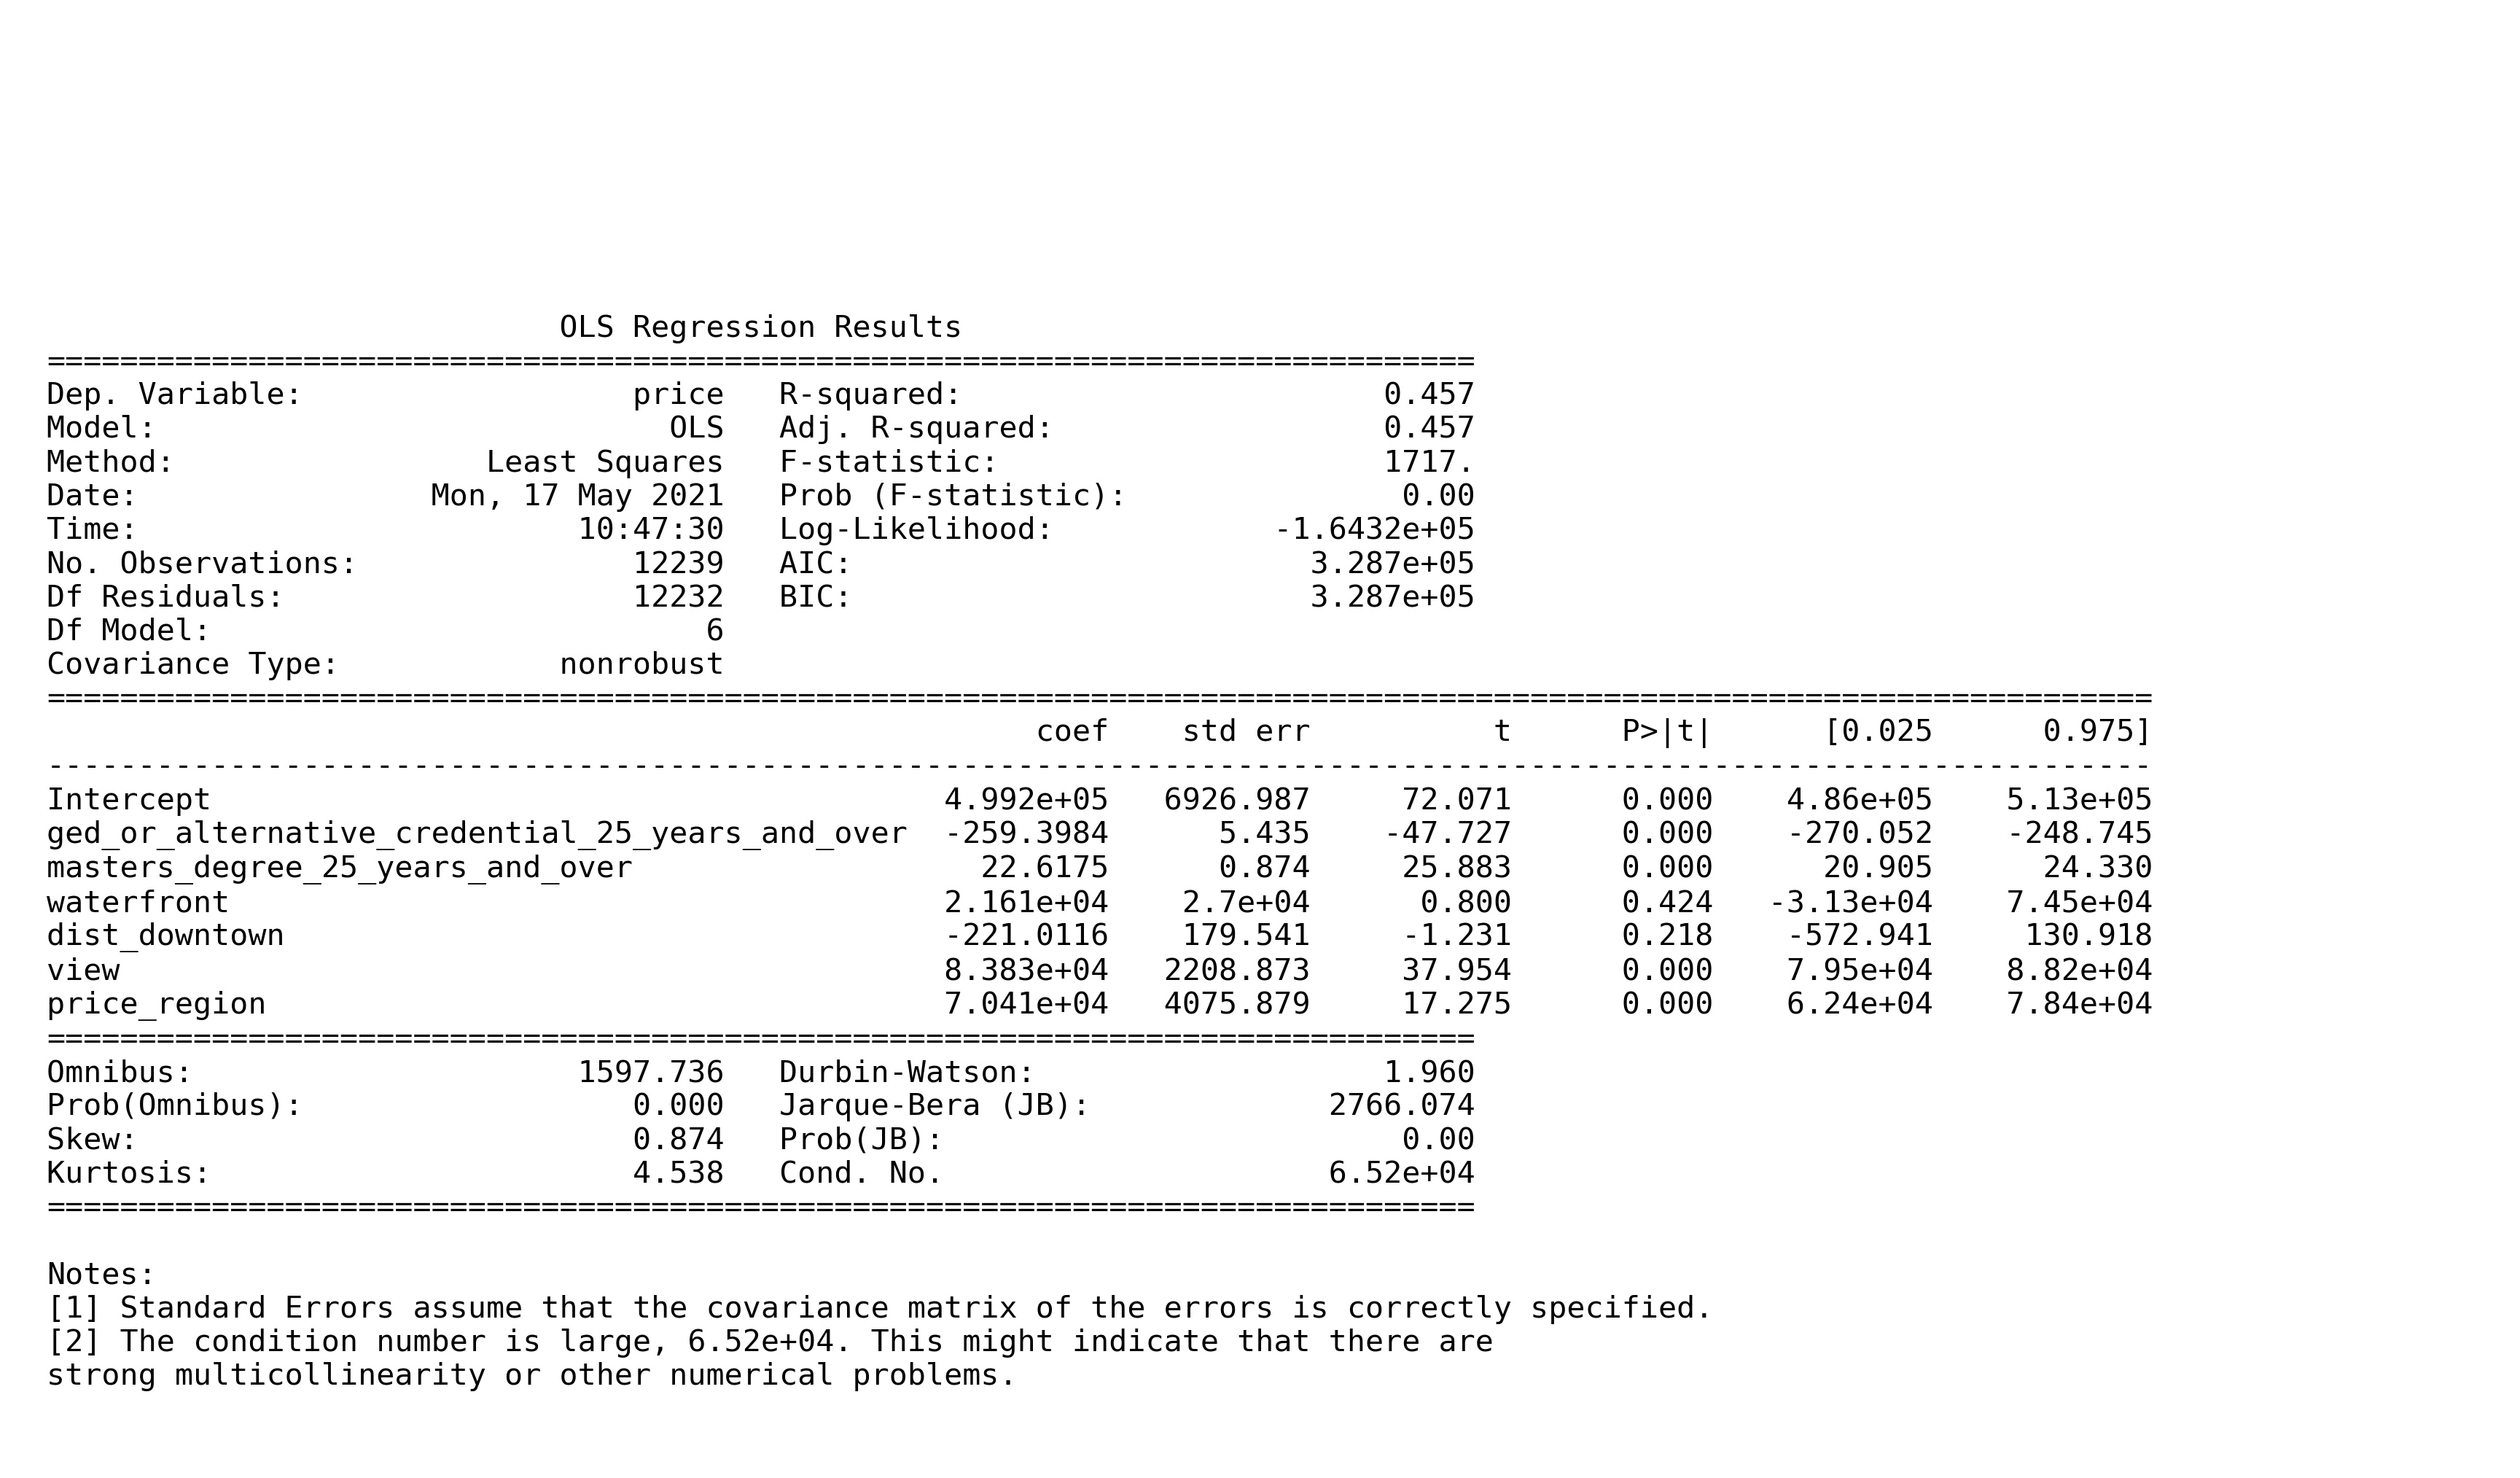 OLS Regression Results
==============================================================================
Dep. Variable:                  price   R-squared:                       0.457
Model:                            OLS   Adj. R-squared:                  0.457
Method:                 Least Squares   F-statistic:                     1717.
Date:                Mon, 17 May 2021   Prob (F-statistic):               0.00
Time:                        10:47:30   Log-Likelihood:            -1.6432e+05
No. Observations:               12239   AIC:                         3.287e+05
Df Residuals:                   12232   BIC:                         3.287e+05
Df Model:                           6
Covariance Type:            nonrobust
===================================================================================================================
                                                      coef    std err          t      P>|t|      [0.025      0.975]
-------------------------------------------------------------------------------------------------------------------
Intercept                                        4.992e+05   6926.987     72.071      0.000    4.86e+05    5.13e+05
ged_or_alternative_credential_25_years_and_over  -259.3984      5.435    -47.727      0.000    -270.052    -248.745
masters_degree_25_years_and_over                   22.6175      0.874     25.883      0.000      20.905      24.330
waterfront                                       2.161e+04    2.7e+04      0.800      0.424   -3.13e+04    7.45e+04
dist_downtown                                    -221.0116    179.541     -1.231      0.218    -572.941     130.918
view                                             8.383e+04   2208.873     37.954      0.000    7.95e+04    8.82e+04
price_region                                     7.041e+04   4075.879     17.275      0.000    6.24e+04    7.84e+04
==============================================================================
Omnibus:                     1597.736   Durbin-Watson:                   1.960
Prob(Omnibus):                  0.000   Jarque-Bera (JB):             2766.074
Skew:                           0.874   Prob(JB):                         0.00
Kurtosis:                       4.538   Cond. No.                     6.52e+04
==============================================================================
Notes:
[1] Standard Errors assume that the covariance matrix of the errors is correctly specified.
[2] The condition number is large, 6.52e+04. This might indicate that there are
strong multicollinearity or other numerical problems.